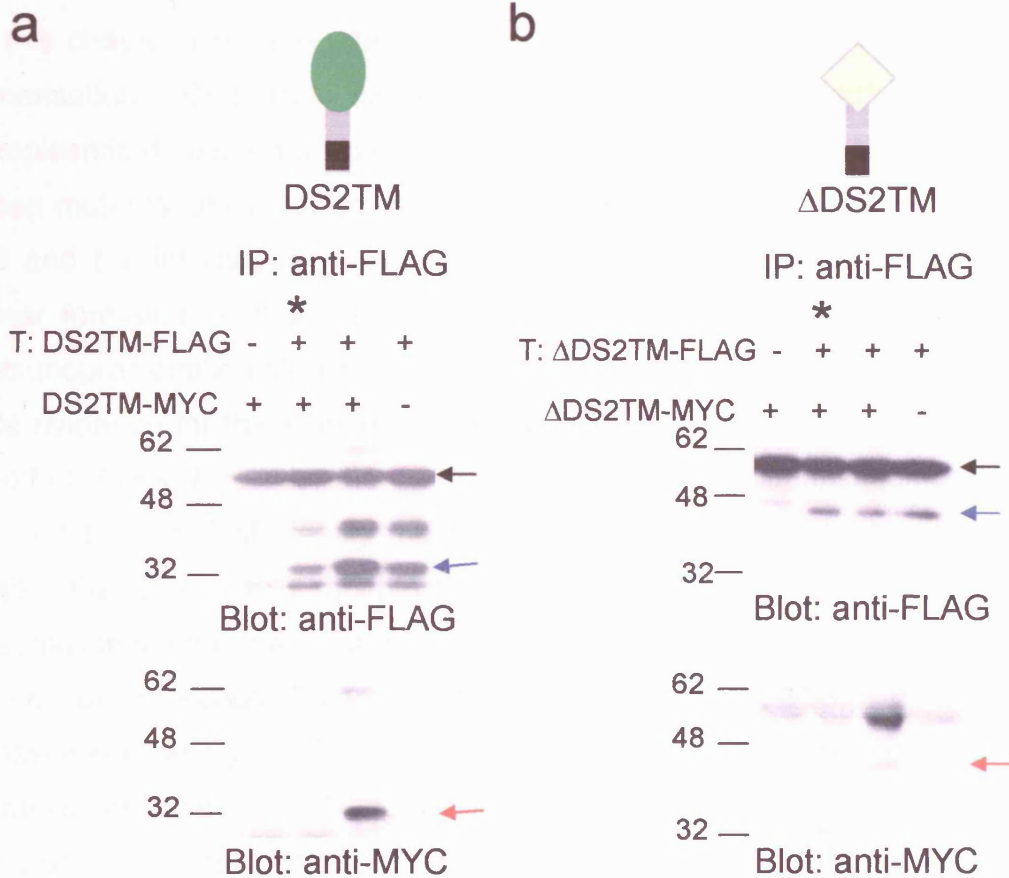 a
DS2TM
IP: anti-FLAG
*
T: DS2TM-FLAG - + + +
DS2TM-MYC + + + -
62
48
32
Blot: anti-FLAG
62
48
32
Blot: anti-MYC
b
ΔDS2TM
IP: anti-FLAG
*
T: ΔDS2TM-FLAG - + + +
ΔDS2TM-MYC + + + -
62
48
32
Blot: anti-FLAG
62
48
32
Blot: anti-MYC